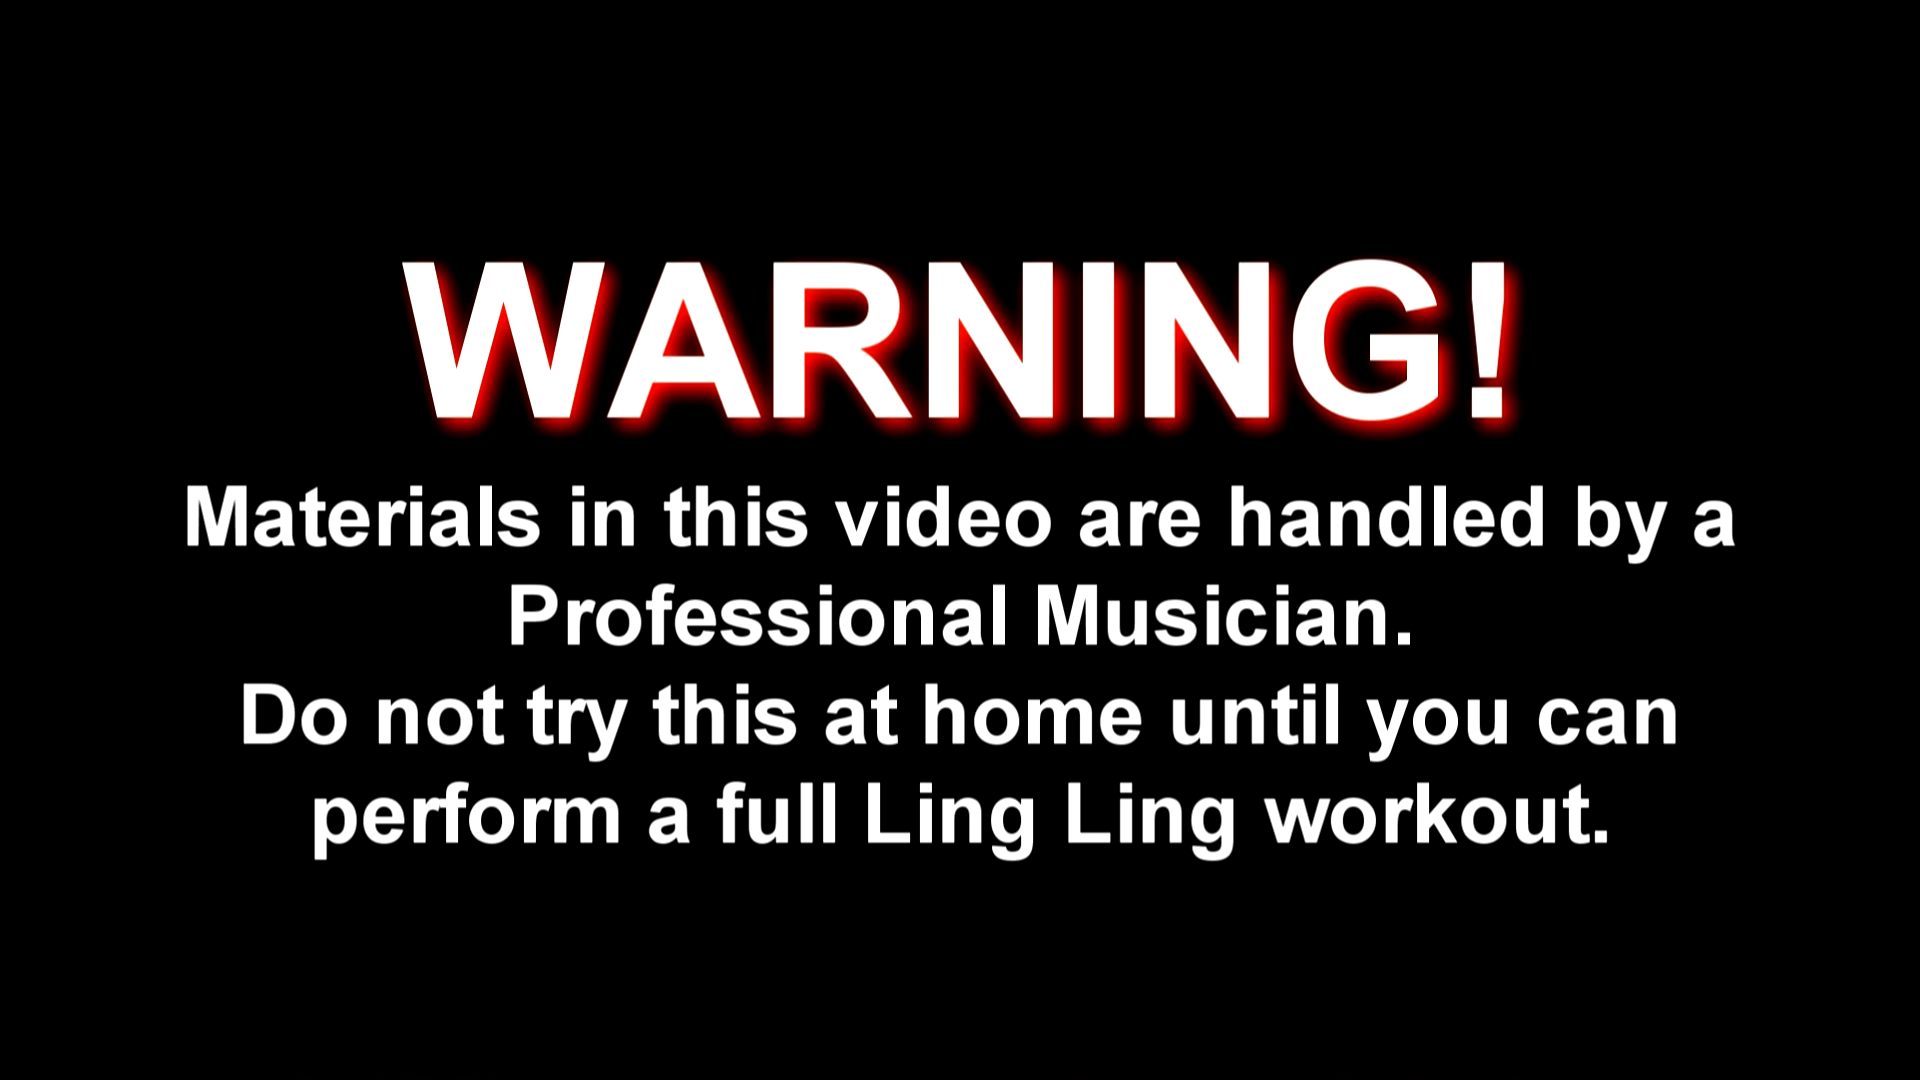 WARNING!
Materials in this video are handled by a
Professional Musician.
Do not try this at home until you can
perform a full Ling Ling workout.